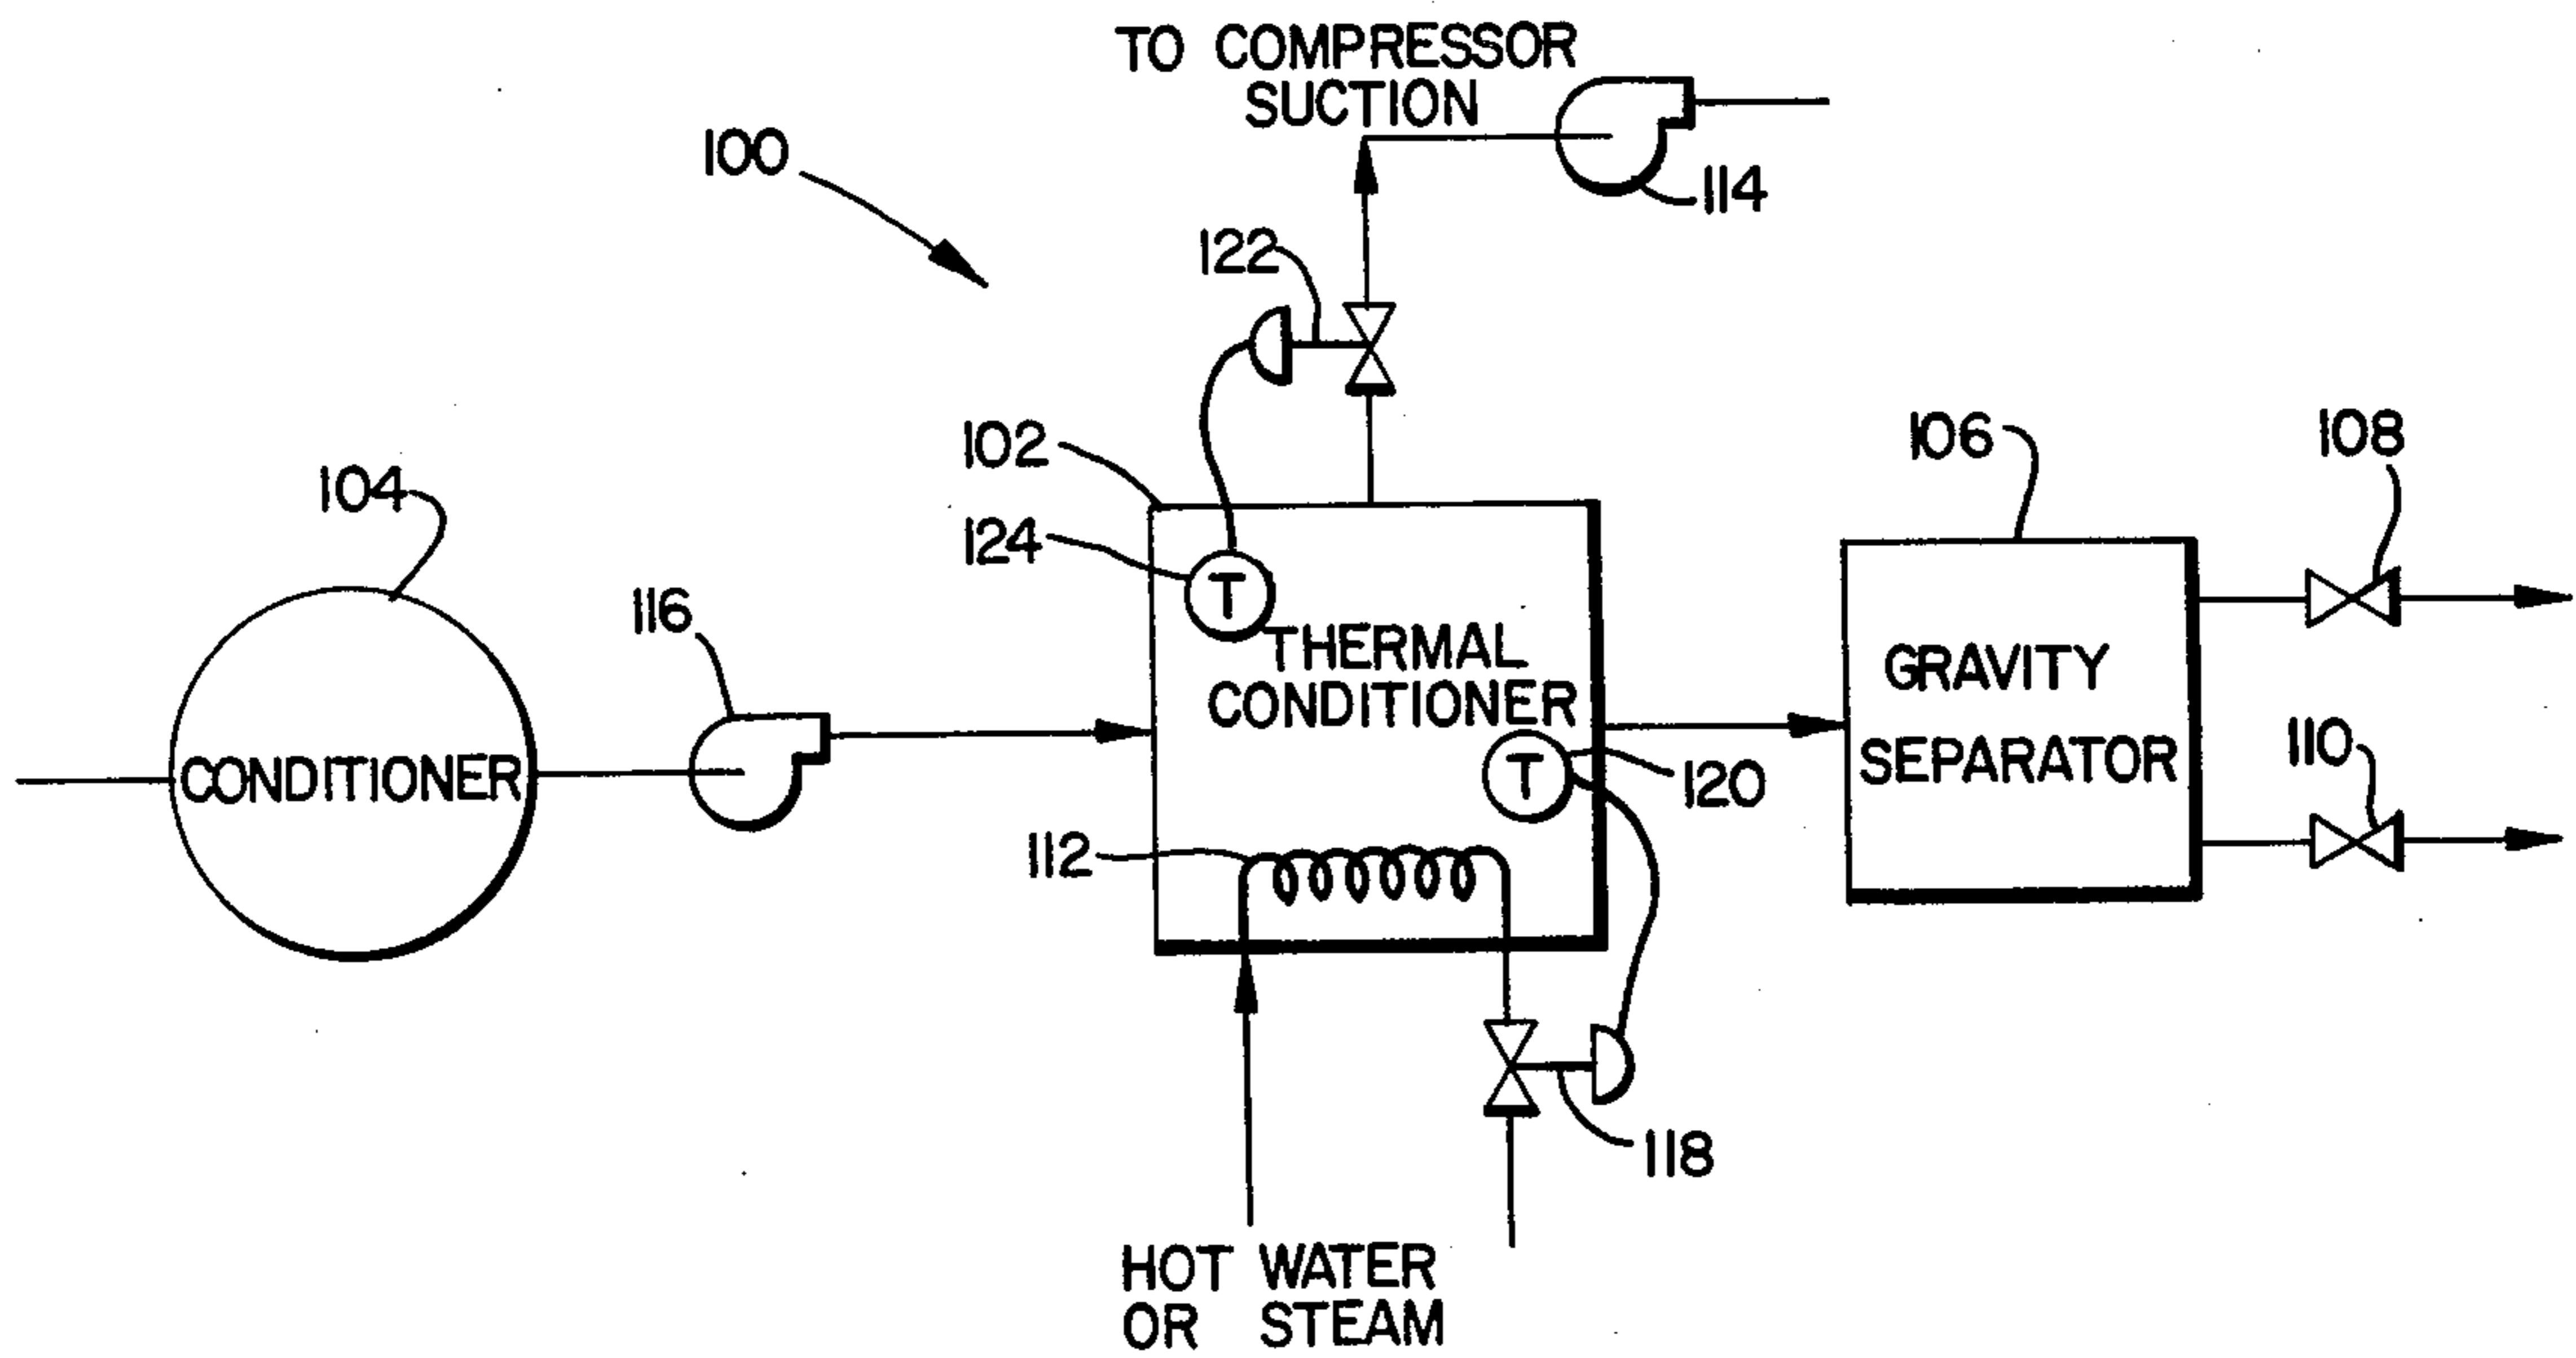 TO COMPRESSOR
SUCTION
100
114
122
102
106
108
104
124
T
116
THERMAL
CONDITIONER
GRAVITY
SEPARATOR
CONDITIONER
T
120
110
112
118
HOT WATER
OR STEAM